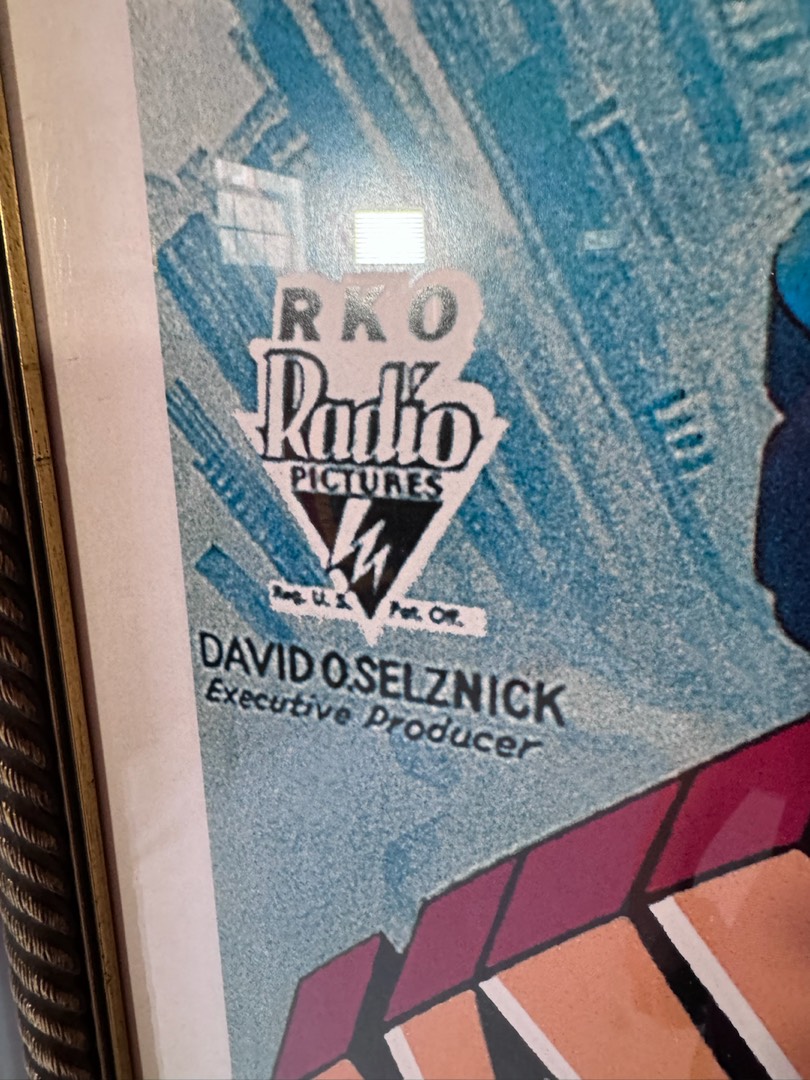 RKO
Radio
PICTURES
Reg. U. S. Pat. Off.
DAVID O. SELZNICK
Executive Producer